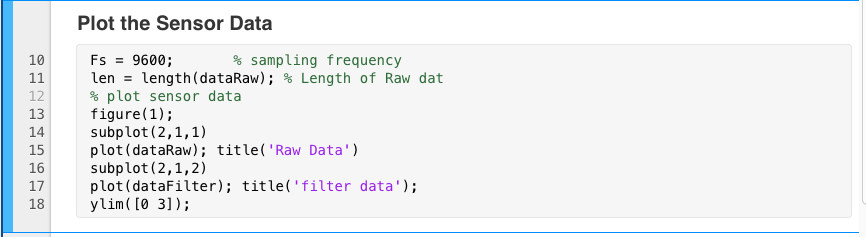 Plot the Sensor Data
10 Fs = 9600; % sampling frequency
11 len = length(dataRaw); % Length of Raw dat
12 % plot sensor data
13 figure(1);
14 subplot(2,1,1)
15 plot(dataRaw); title('Raw Data')
16 subplot(2,1,2)
17 plot(dataFilter); title('filter data');
18 ylim([0 3]);